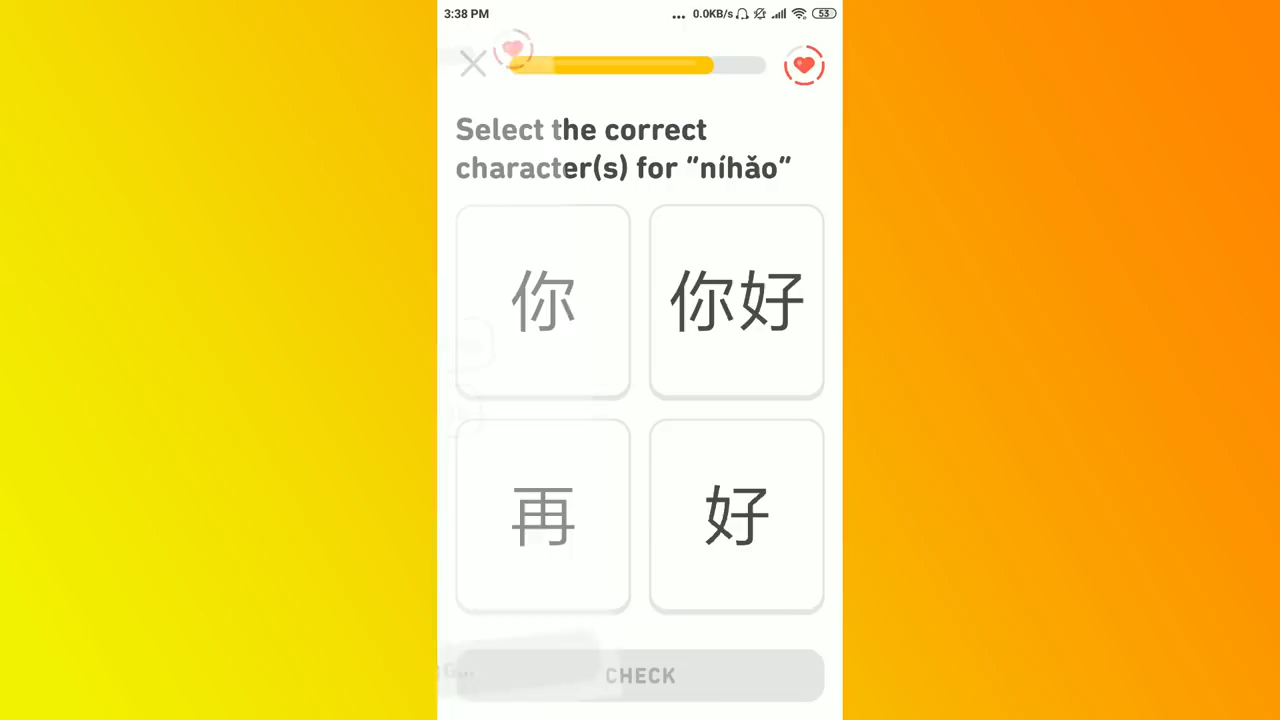 3:38 PM
... 0.0KB/s 53
Select the correct
character(s) for “níhǎo”
你
你好
再
好
CHECK